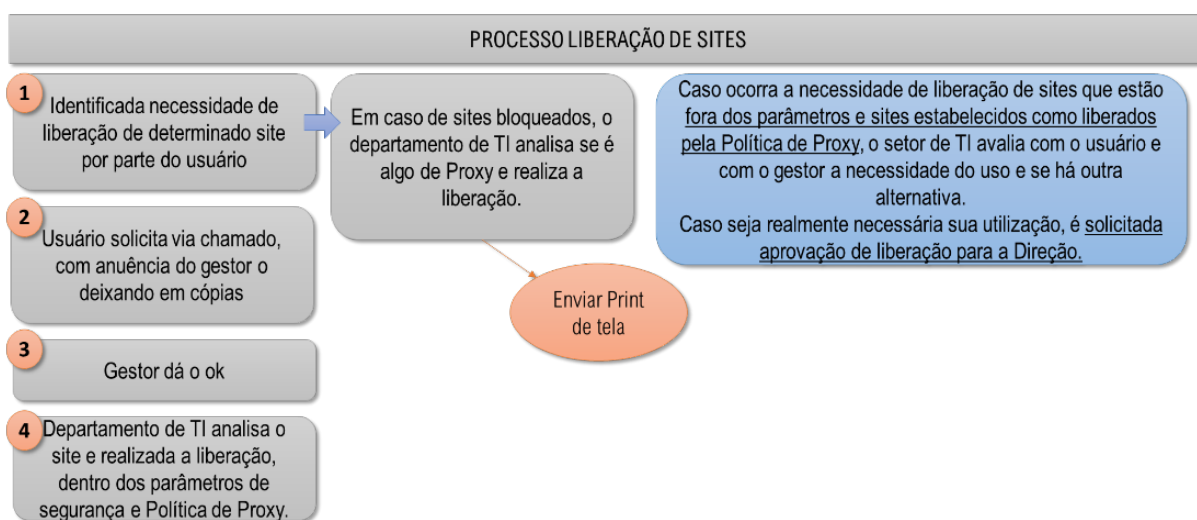 PROCESSO LIBERAÇÃO DE SITES
1
Identificada necessidade de
liberação de determinado site
por parte do usuário
2
Usuário solicita via chamado,
com anuência do gestor o
deixando em cópias
3
Gestor dá o ok
4
Departamento de TI analisa o
site e realizada a liberação,
dentro dos parâmetros de
segurança e Política de Proxy.
Em caso de sites bloqueados, o
departamento de TI analisa se é
algo de Proxy e realiza a
liberação.
Enviar Print
de tela
Caso ocorra a necessidade de liberação de sites que estão
fora dos parâmetros e sites estabelecidos como liberados
pela Política de Proxy, o setor de TI avalia com o usuário e
com o gestor a necessidade do uso e se há outra
alternativa.
Caso seja realmente necessária sua utilização, é solicitada
aprovação de liberação para a Direção.